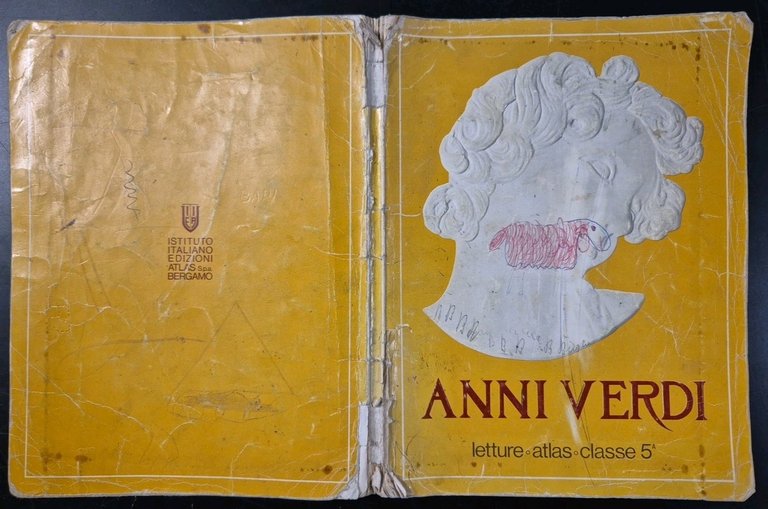 ISTITUTO
ITALIANO
EDIZIONI
ATLAS S.p.a.
BERGAMO
ANNI VERDI
letture • atlas • classe 5ᴬ